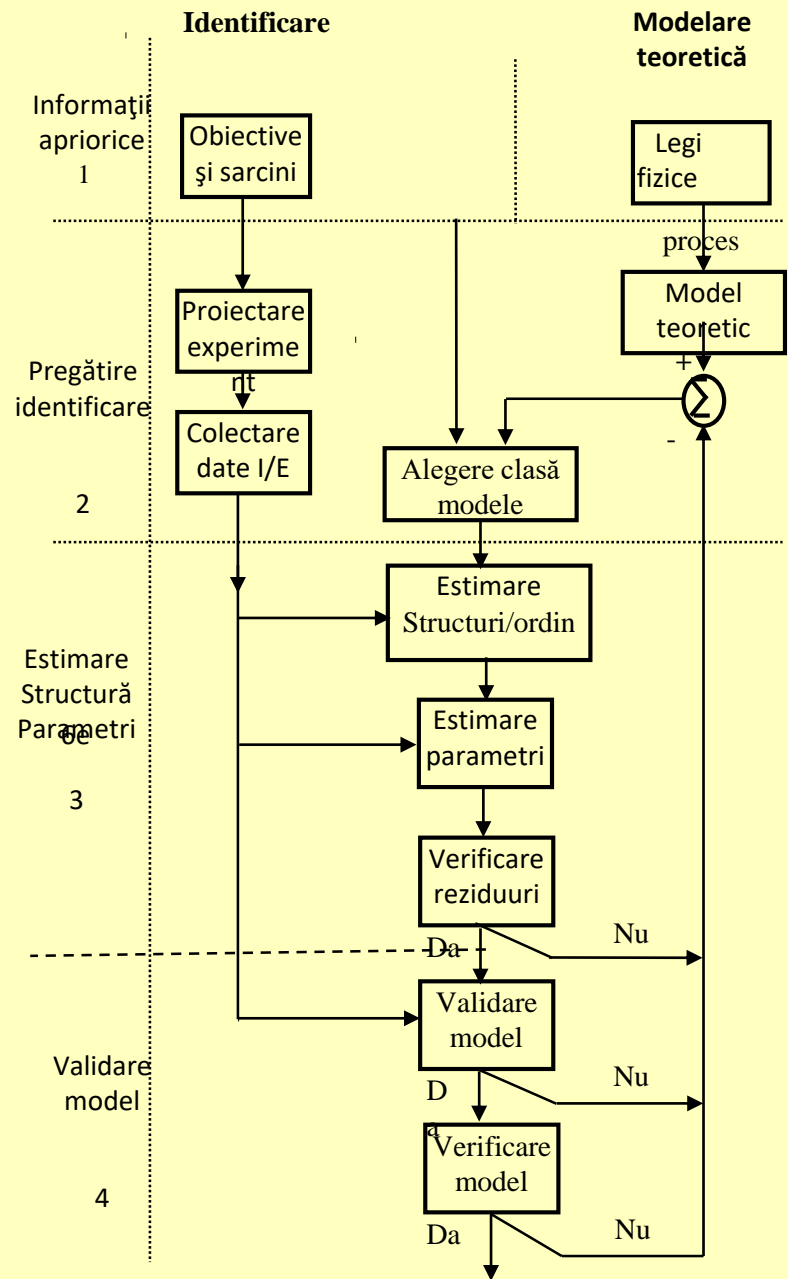 Identificare
Modelare
teoretică
Informaţii
apriorice
1
Obiective
şi sarcini
Legi
fizice
proces
Proiectare
experime
nt
Model
teoretic
+
Σ
-
Pregătire
identificare
2
Colectare
date I/E
Alegere clasă
modele
Estimare
Structuri/ordin
Estimare
Structură
Parametri
3
Estimare
parametri
Verificare
reziduuri
Da
Nu
Validare
model
Validare
model
4
D
a
Nu
Verificare
model
Da
Nu